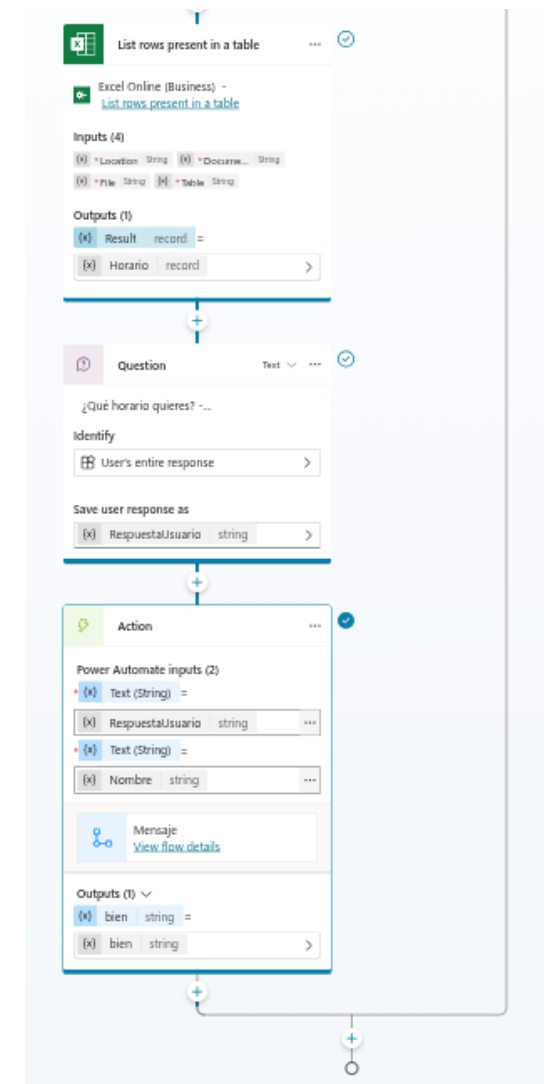 List rows present in a table ...
Excel Online (Business) -
List rows present in a table
Inputs (4)
{x} *Location String {x} *Docume... String
{x} *File String {x} *Table String
Outputs (1)
{x} Result record =
{x} Horario record
Question Text ...
¿Qué horario quieres? -...
Identify
User's entire response
Save user response as
{x} RespuestaUsuario string
Action ...
Power Automate inputs (2)
* {x} Text (String) =
{x} RespuestaUsuario string ...
* {x} Text (String) =
{x} Nombre string ...
Mensaje
View flow details
Outputs (1)
{x} bien string =
{x} bien string